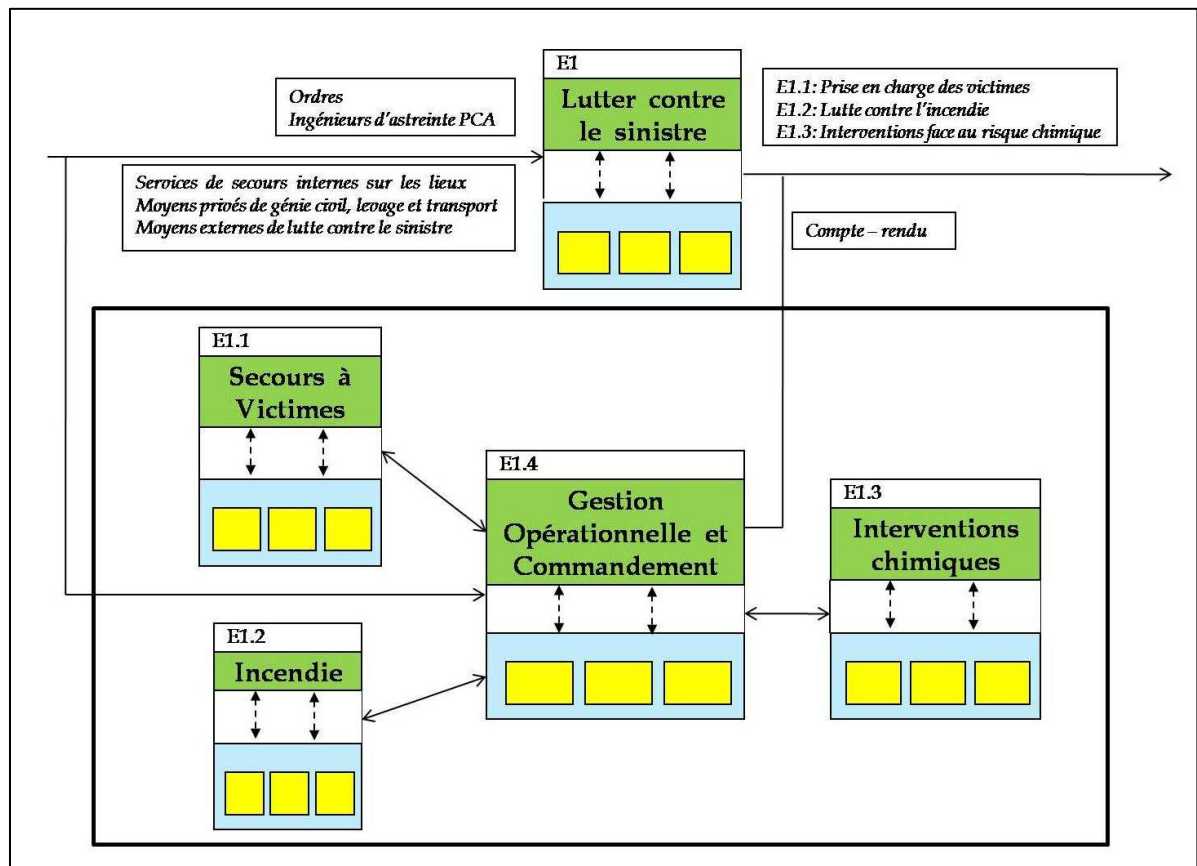 E1
Lutter contre
le sinistre
Ordres
Ingénieurs d'astreinte PCA
E1.1: Prise en charge des victimes
E1.2: Lutte contre l'incendie
E1.3: Interventions face au risque chimique
Services de secours internes sur les lieux
Moyens privés de génie civil, levage et transport
Moyens externes de lutte contre le sinistre
Compte – rendu
E1.1
Secours à
Victimes
E1.4
Gestion
Opérationnelle et
Commandement
E1.3
Interventions
chimiques
E1.2
Incendie